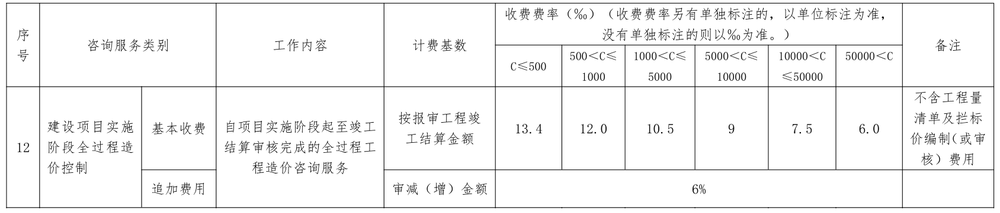 序号
咨询服务类别
工作内容
计费基数
收费费率（‰）（收费费率另有单独标注的，以单位标注为准，
没有单独标注的则以‰为准。）
备注
C≤500
500＜C≤
1000
1000＜C≤
5000
5000＜C≤
10000
10000＜C
≤50000
50000＜C
12
建设项目实施
阶段全过程造
价控制
基本收费
自项目实施阶段起至竣工
结算审核完成的全过程工
程造价咨询服务
按报审工程竣
工结算金额
13.4
12.0
10.5
9
7.5
6.0
不含工程量
清单及拦标
价编制（或审
核）费用
追加费用
审减（增）金额
6%